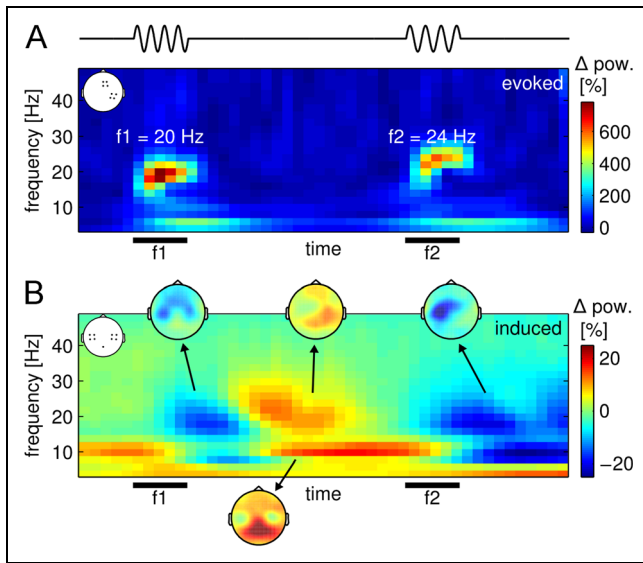 A
evoked
Δ pow.
[%]
f1 = 20 Hz
f2 = 24 Hz
frequency [Hz]
40
30
20
10
600
400
200
0
f1
time
f2
B
induced
Δ pow.
[%]
frequency [Hz]
40
30
20
10
20
0
−20
f1
time
f2